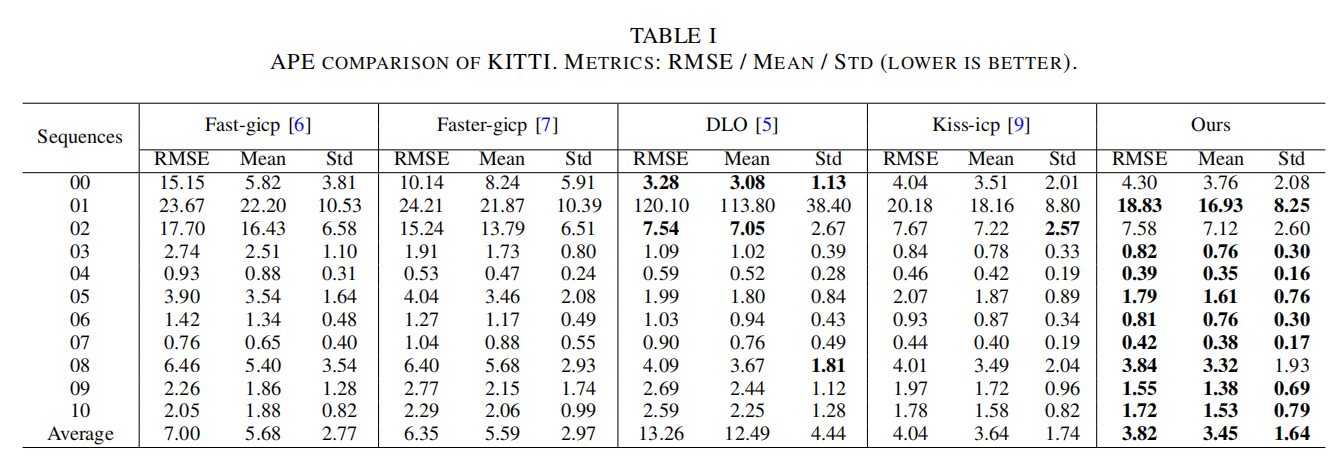 TABLE I
APE COMPARISON OF KITTI. METRICS: RMSE / MEAN / STD (LOWER IS BETTER).
Sequences Fast-gicp [6] Faster-gicp [7] DLO [5] Kiss-icp [9] Ours
RMSE Mean Std RMSE Mean Std RMSE Mean Std RMSE Mean Std RMSE Mean Std
00 15.15 5.82 3.81 10.14 8.24 5.91 3.28 3.08 1.13 4.04 3.51 2.01 4.30 3.76 2.08
01 23.67 22.20 10.53 24.21 21.87 10.39 120.10 113.80 38.40 20.18 18.16 8.80 18.83 16.93 8.25
02 17.70 16.43 6.58 15.24 13.79 6.51 7.54 7.05 2.67 7.67 7.22 2.57 7.58 7.12 2.60
03 2.74 2.51 1.10 1.91 1.73 0.80 1.09 1.02 0.39 0.84 0.78 0.33 0.82 0.76 0.30
04 0.93 0.88 0.31 0.53 0.47 0.24 0.59 0.52 0.28 0.46 0.42 0.19 0.39 0.35 0.16
05 3.90 3.54 1.64 4.04 3.46 2.08 1.99 1.80 0.84 2.07 1.87 0.89 1.79 1.61 0.76
06 1.42 1.34 0.48 1.27 1.17 0.49 1.03 0.94 0.43 0.93 0.87 0.34 0.81 0.76 0.30
07 0.76 0.65 0.40 1.04 0.88 0.55 0.90 0.76 0.49 0.44 0.40 0.19 0.42 0.38 0.17
08 6.46 5.40 3.54 6.40 5.68 2.93 4.09 3.67 1.81 4.01 3.49 2.04 3.84 3.32 1.93
09 2.26 1.86 1.28 2.77 2.15 1.74 2.69 2.44 1.12 1.97 1.72 0.96 1.55 1.38 0.69
10 2.05 1.88 0.82 2.29 2.06 0.99 2.59 2.25 1.28 1.78 1.58 0.82 1.72 1.53 0.79
Average 7.00 5.68 2.77 6.35 5.59 2.97 13.26 12.49 4.44 4.04 3.64 1.74 3.82 3.45 1.64